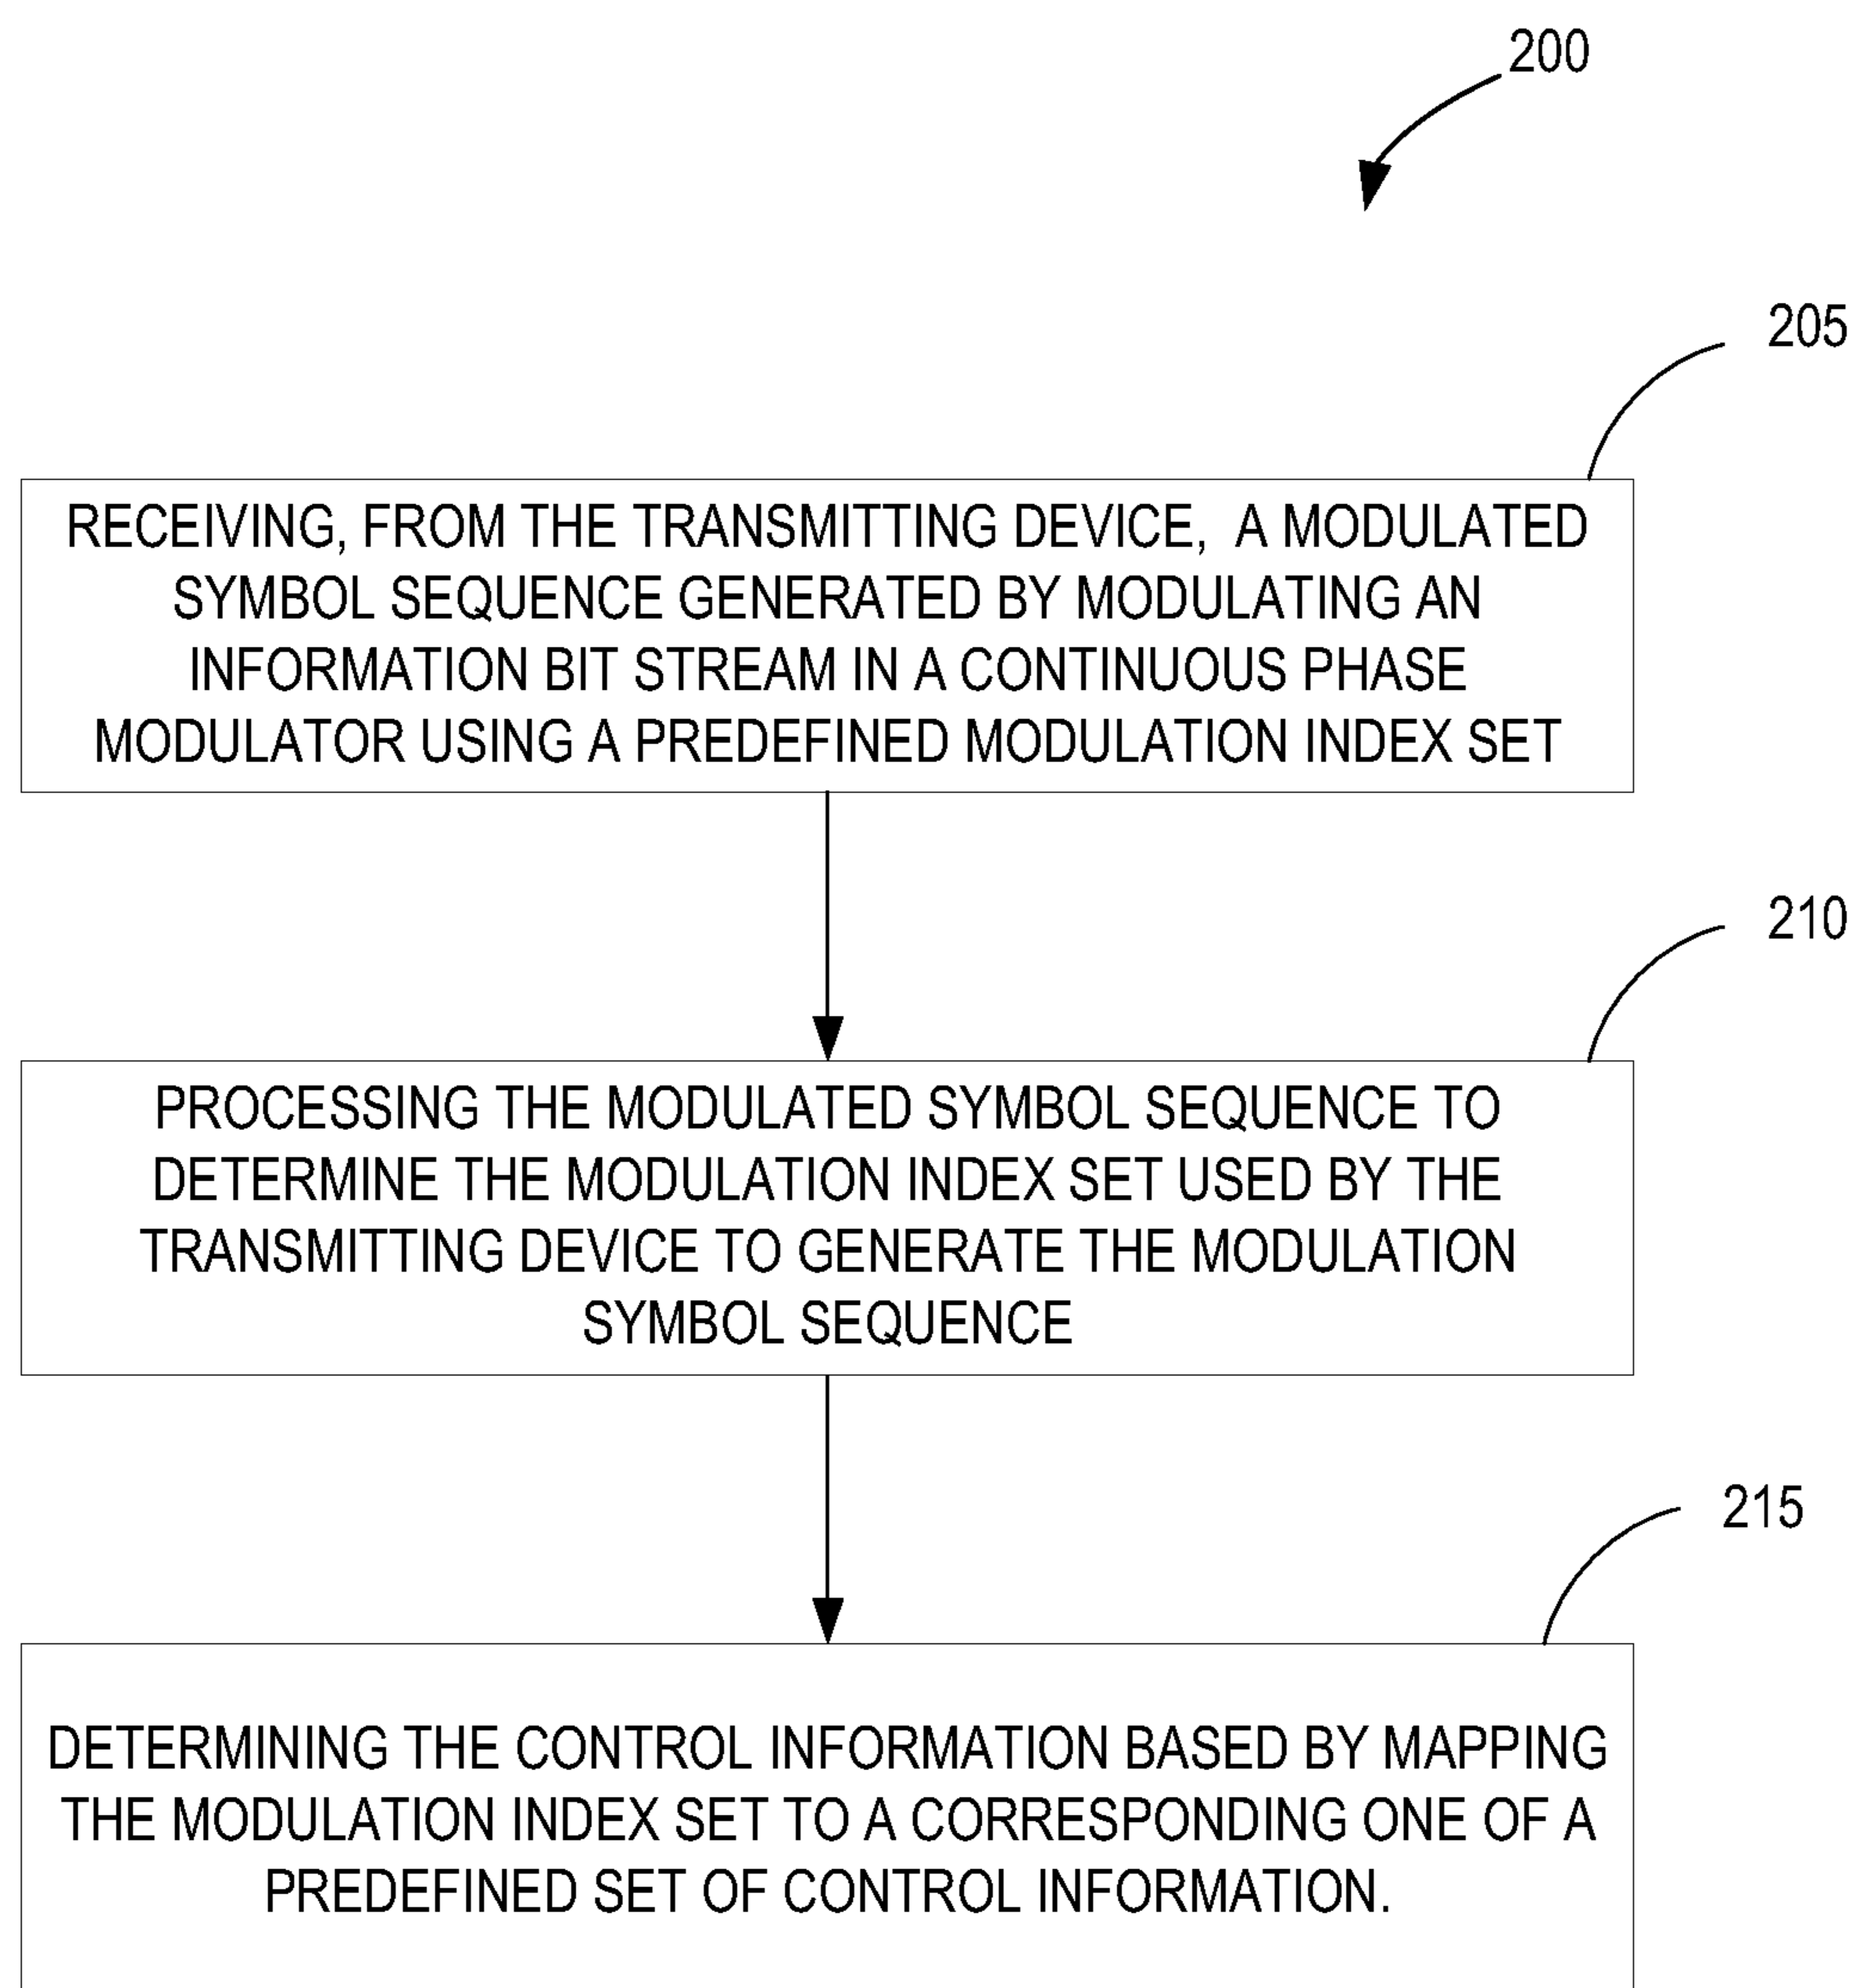 200
205
RECEIVING, FROM THE TRANSMITTING DEVICE, A MODULATED
SYMBOL SEQUENCE GENERATED BY MODULATING AN
INFORMATION BIT STREAM IN A CONTINUOUS PHASE
MODULATOR USING A PREDEFINED MODULATION INDEX SET
210
PROCESSING THE MODULATED SYMBOL SEQUENCE TO
DETERMINE THE MODULATION INDEX SET USED BY THE
TRANSMITTING DEVICE TO GENERATE THE MODULATION
SYMBOL SEQUENCE
215
DETERMINING THE CONTROL INFORMATION BASED BY MAPPING
THE MODULATION INDEX SET TO A CORRESPONDING ONE OF A
PREDEFINED SET OF CONTROL INFORMATION.